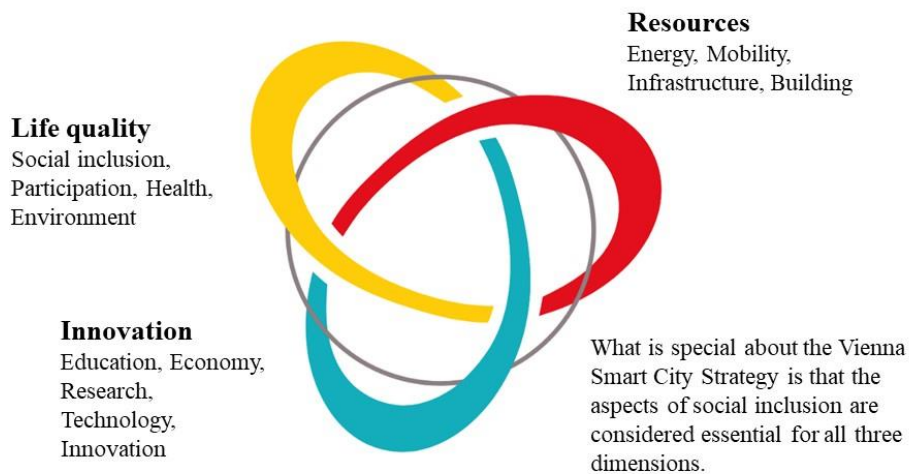 Resources
Energy, Mobility,
Infrastructure, Building
Life quality
Social inclusion,
Participation, Health,
Environment
Innovation
Education, Economy,
Research,
Technology,
Innovation
What is special about the Vienna
Smart City Strategy is that the
aspects of social inclusion are
considered essential for all three
dimensions.